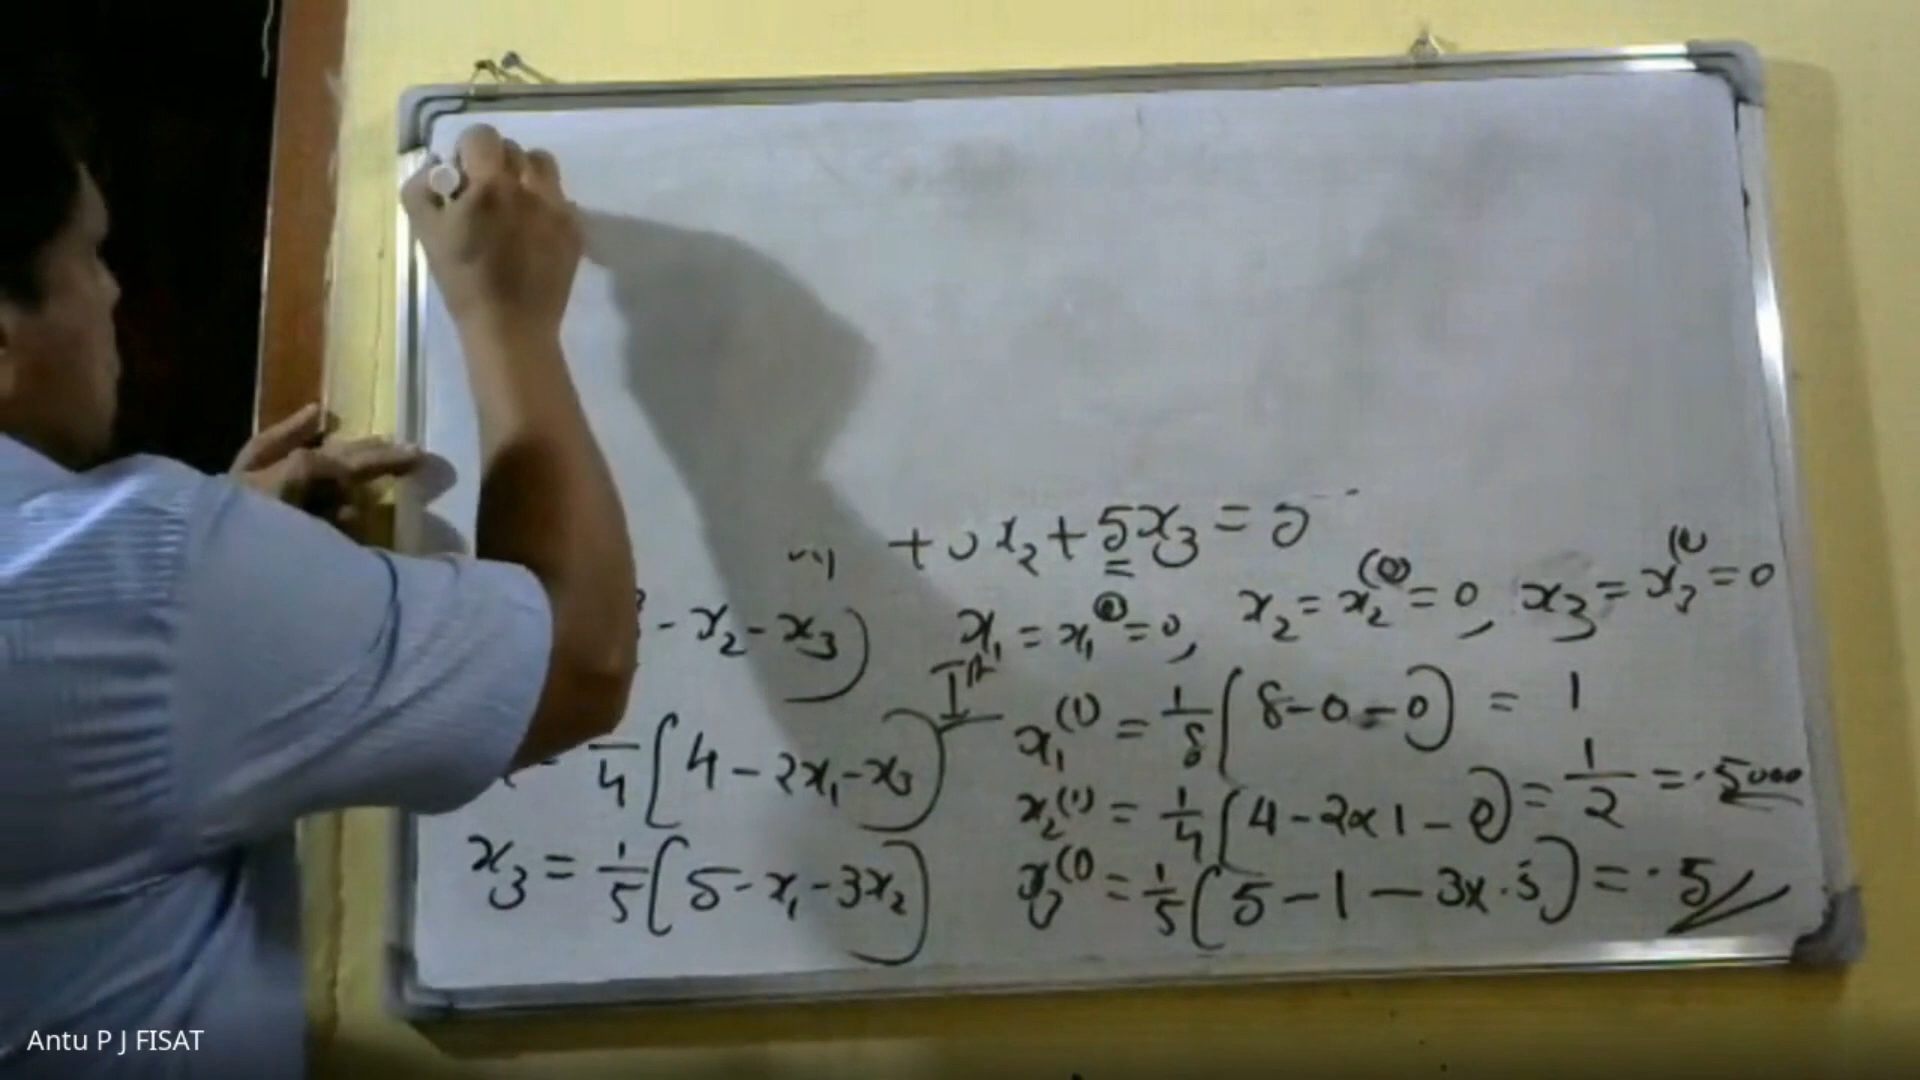 + 0x₂ + 5x₃ = 5
- x₂ - x₃)
x₁ = x₁⁽⁰⁾ = 0, x₂ = x₂⁽⁰⁾ = 0, x₃ = x₃⁽⁰⁾ = 0
I
x₁⁽¹⁾ = 1/8 (8-0-0) = 1
1/4 (4 - 2x₁ - x₃)
x₂⁽¹⁾ = 1/4 (4 - 2×1 - 0) = 1/2 = .5000
x₃ = 1/5 (5 - x₁ - 3x₂)
x₃⁽¹⁾ = 1/5 (5 - 1 - 3×.5) = .5
Antu P J FISAT